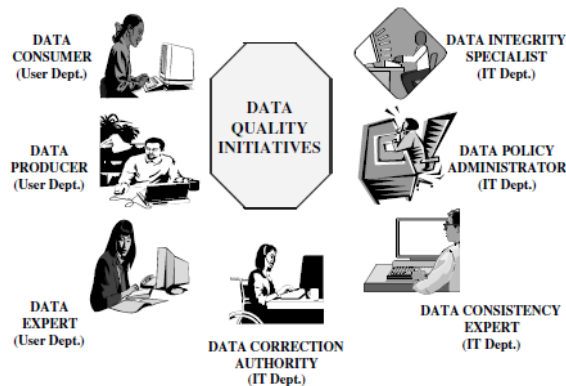 DATA
CONSUMER
(User Dept.)
DATA
QUALITY
INITIATIVES
DATA INTEGRITY
SPECIALIST
(IT Dept.)
DATA
PRODUCER
(User Dept.)
DATA POLICY
ADMINISTRATOR
(IT Dept.)
DATA
EXPERT
(User Dept.)
DATA CORRECTION
AUTHORITY
(IT Dept.)
DATA CONSISTENCY
EXPERT
(IT Dept.)